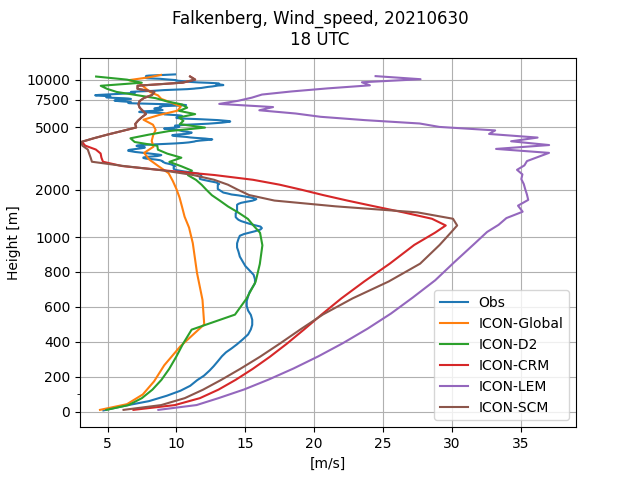 Falkenberg, Wind_speed, 20210630
18 UTC
Height [m]
10000
7500
5000
2000
1000
800
600
400
200
0
5 10 15 20 25 30 35
[m/s]
Obs
ICON-Global
ICON-D2
ICON-CRM
ICON-LEM
ICON-SCM